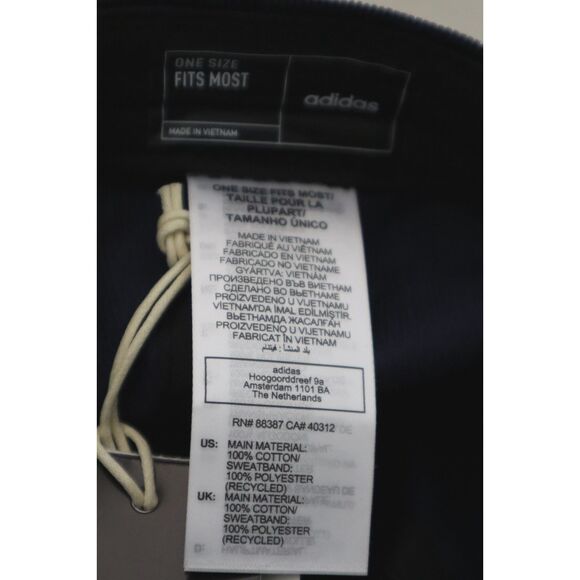 ONE SIZE
FITS MOST
adidas
MADE IN VIETNAM
ONE SIZE FITS MOST/
TAILLE POUR LA
PLUPART/
TAMANHO ÚNICO
MADE IN VIETNAM
FABRIQUÉ AU VIETNAM
FABRICADO EN VIETNAM
FABRICADO NO VIETNAME
GYÁRTVA: VIETNÁM
ПРОИЗВЕДЕНО ВЪВ ВИЕТНАМ
СДЕЛАНО ВО ВЬЕТНАМЕ
PROIZVEDENO U VIJETNAMU
VIETNAM'DA İMAL EDİLMİŞTİR.
ВЬЕТНАМДА ЖАСАЛҒАН
PROIZVEDENO U VIJETNAMU
FABRICAT ÎN VIETNAM
بلد المنشأ : فيتنام
adidas
Hoogoorddreef 9a
Amsterdam 1101 BA
The Netherlands
RN# 88387 CA# 40312
US: MAIN MATERIAL:
100% COTTON/
SWEATBAND:
100% POLYESTER
(RECYCLED)
UK: MAIN MATERIAL:
100% COTTON/
SWEATBAND:
100% POLYESTER
(RECYCLED)